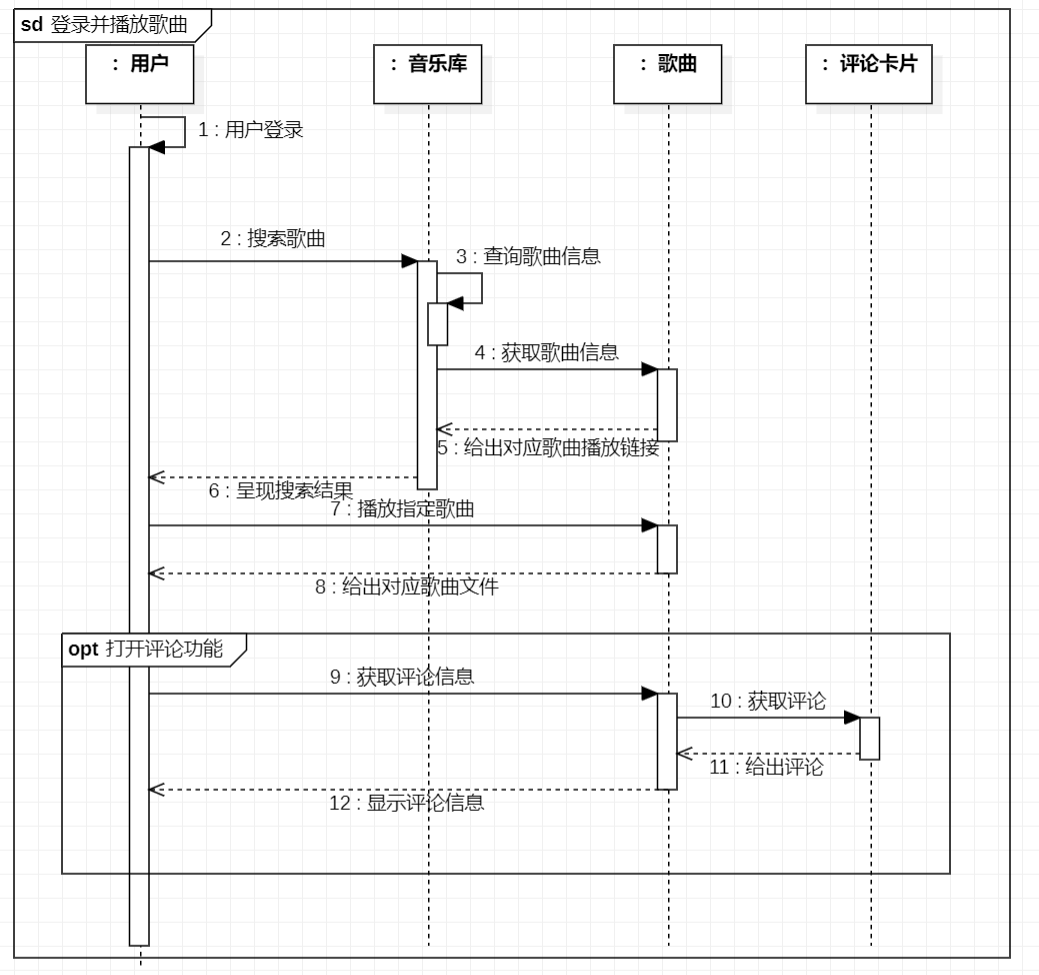 sd 登录并播放歌曲
: 用户
: 音乐库
: 歌曲
: 评论卡片
1 : 用户登录
2 : 搜索歌曲
3 : 查询歌曲信息
4 : 获取歌曲信息
5 : 给出对应歌曲播放链接
6 : 呈现搜索结果
7 : 播放指定歌曲
8 : 给出对应歌曲文件
opt 打开评论功能
9 : 获取评论信息
10 : 获取评论
11 : 给出评论
12 : 显示评论信息